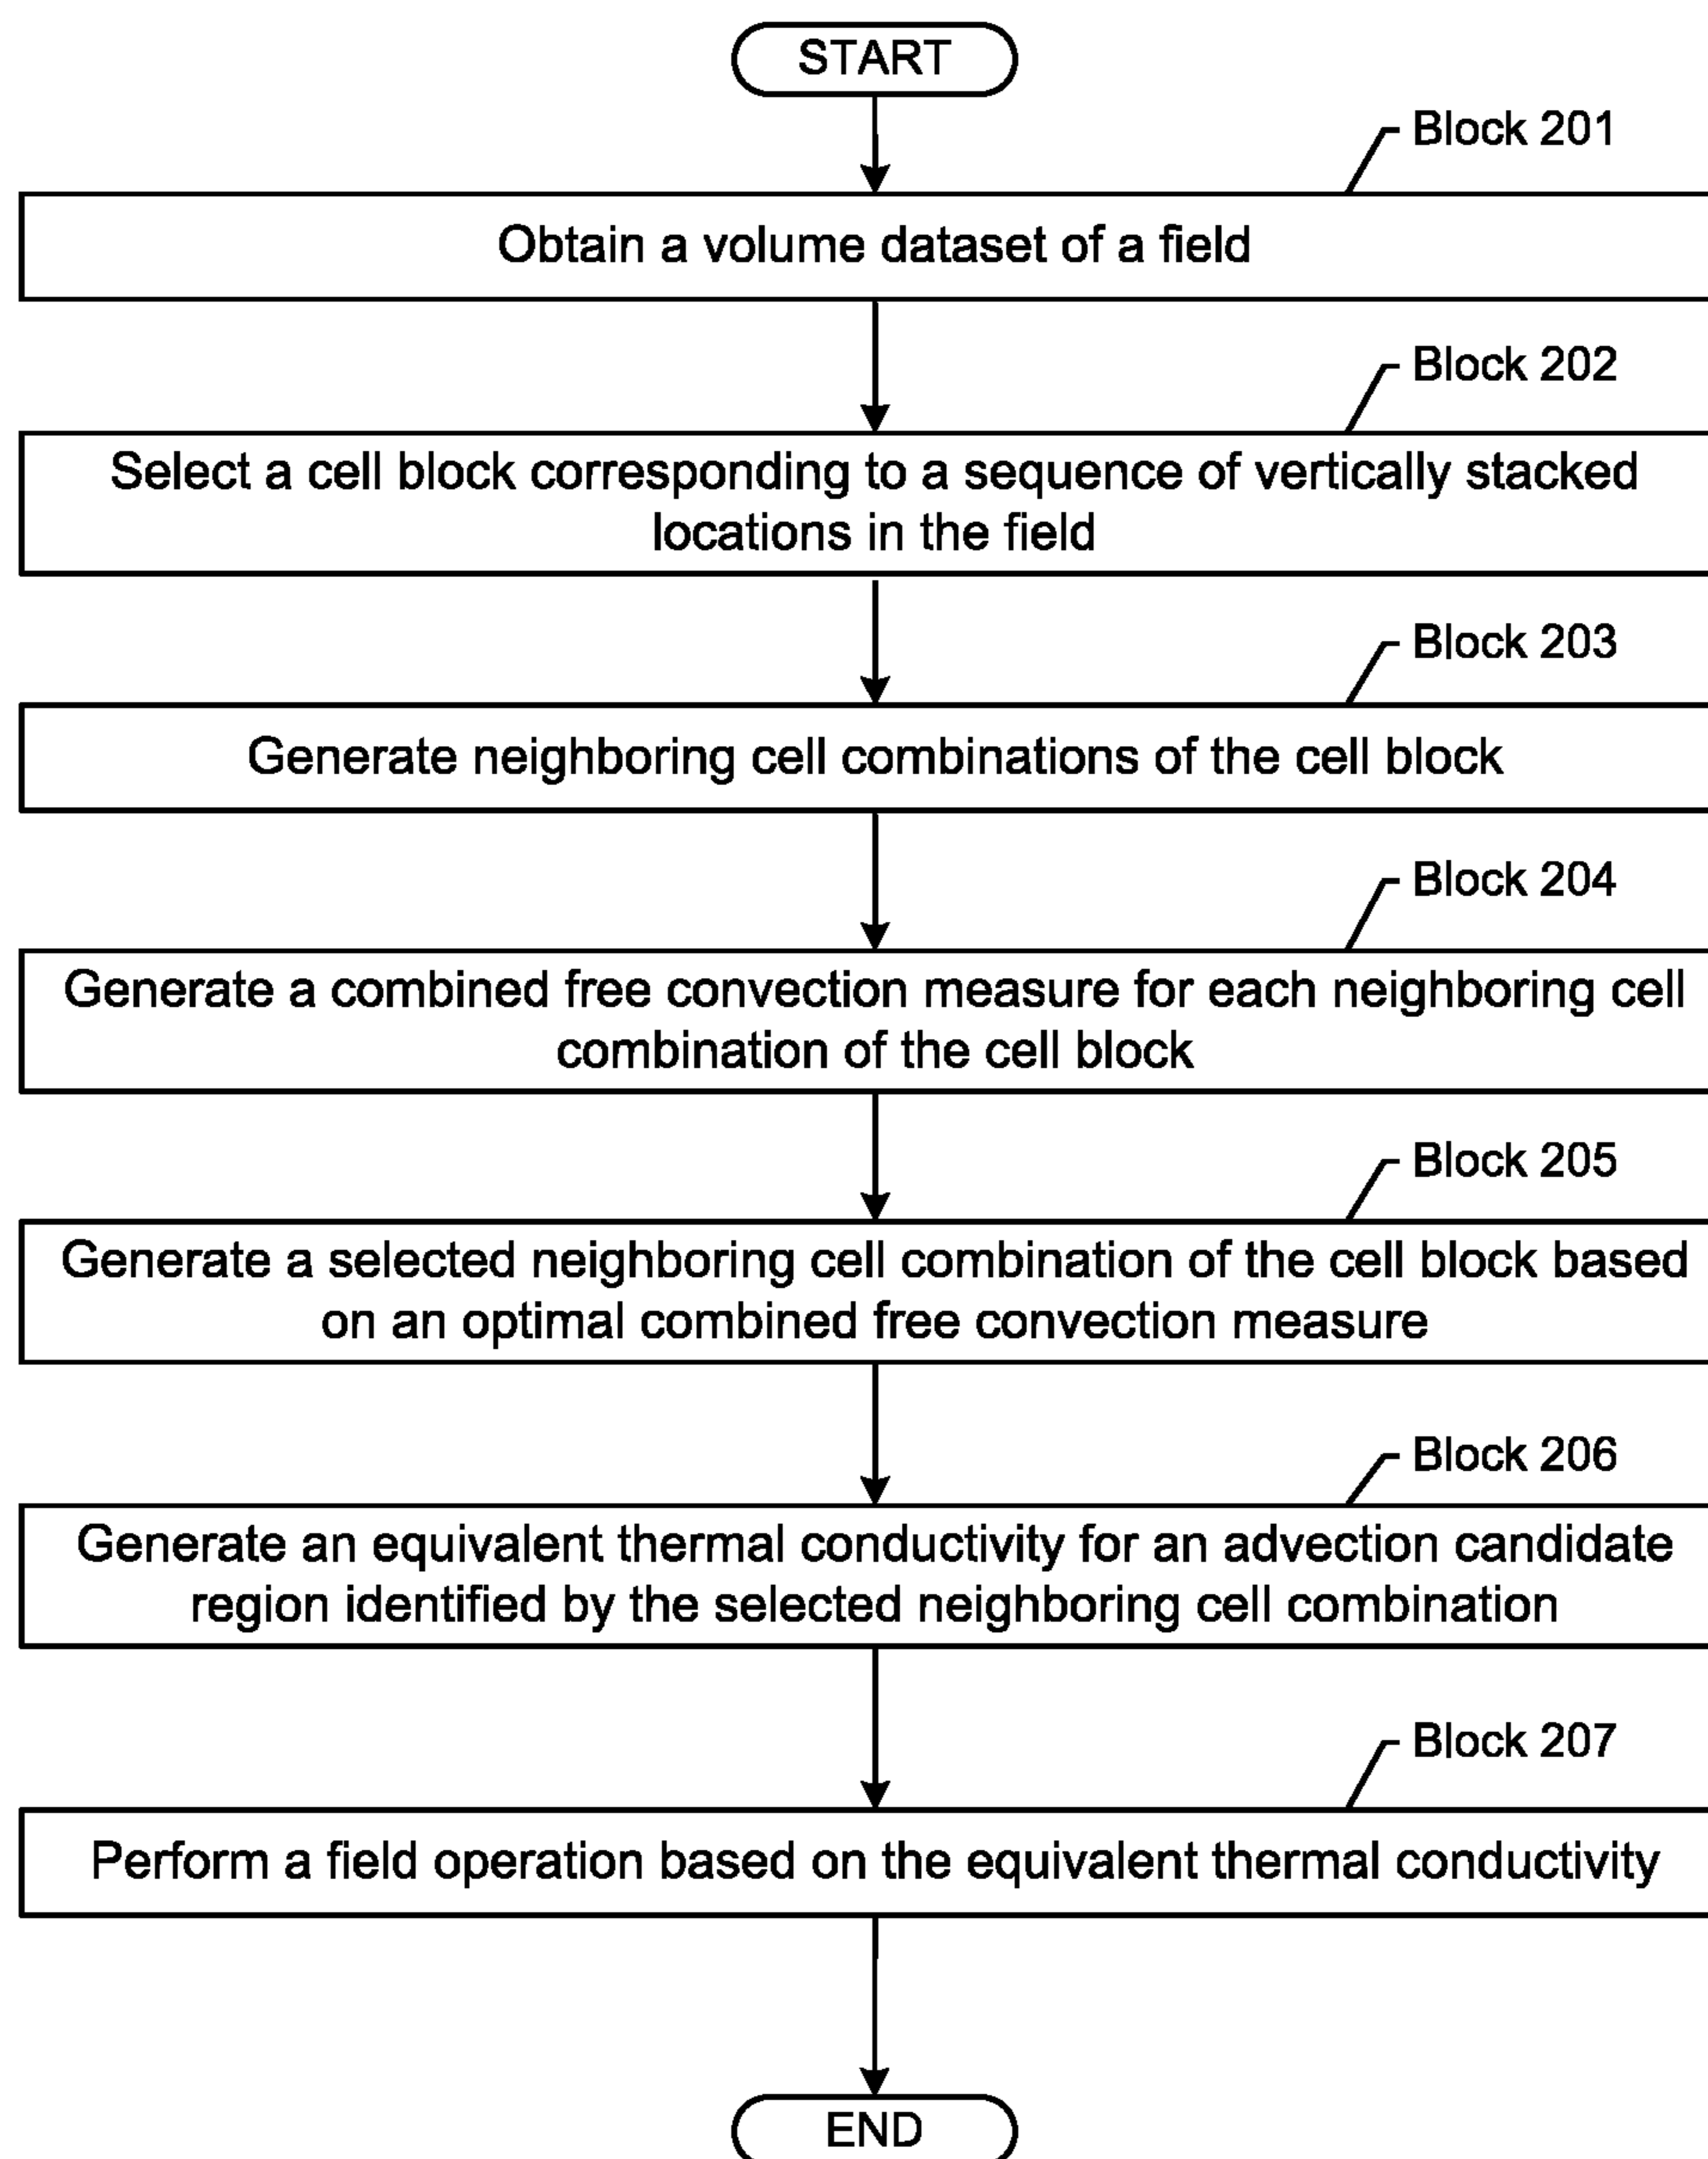 START
Block 201
Obtain a volume dataset of a field
Block 202
Select a cell block corresponding to a sequence of vertically stacked
locations in the field
Block 203
Generate neighboring cell combinations of the cell block
Block 204
Generate a combined free convection measure for each neighboring cell
combination of the cell block
Block 205
Generate a selected neighboring cell combination of the cell block based
on an optimal combined free convection measure
Block 206
Generate an equivalent thermal conductivity for an advection candidate
region identified by the selected neighboring cell combination
Block 207
Perform a field operation based on the equivalent thermal conductivity
END